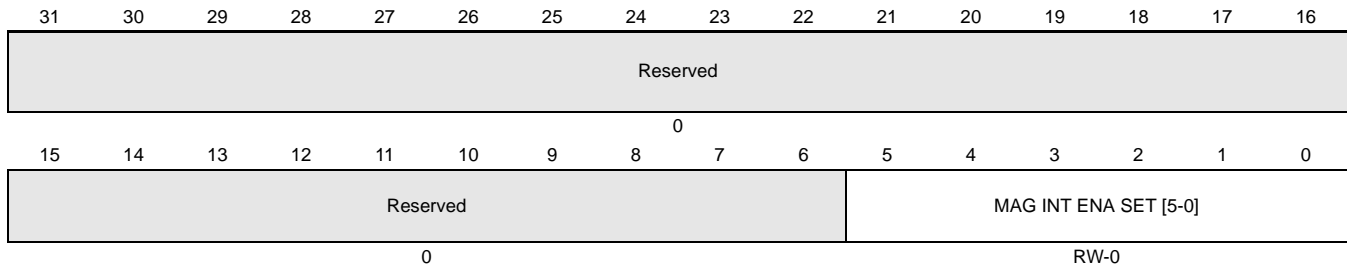 31 30 29 28 27 26 25 24 23 22 21 20 19 18 17 16
Reserved
0
15 14 13 12 11 10 9 8 7 6 5 4 3 2 1 0
Reserved MAG INT ENA SET [5-0]
0 RW-0